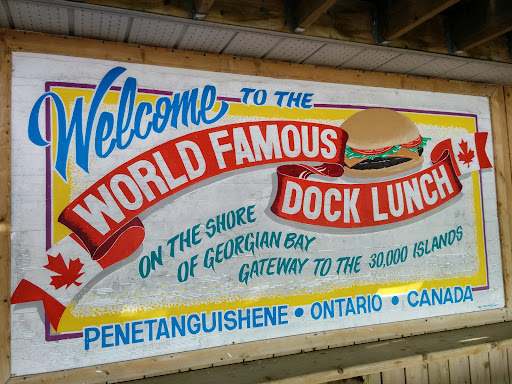 Welcome TO THE
WORLD FAMOUS
DOCK LUNCH
ON THE SHORE
OF GEORGIAN BAY
GATEWAY TO THE 30,000 ISLANDS
PENETANGUISHENE • ONTARIO • CANADA